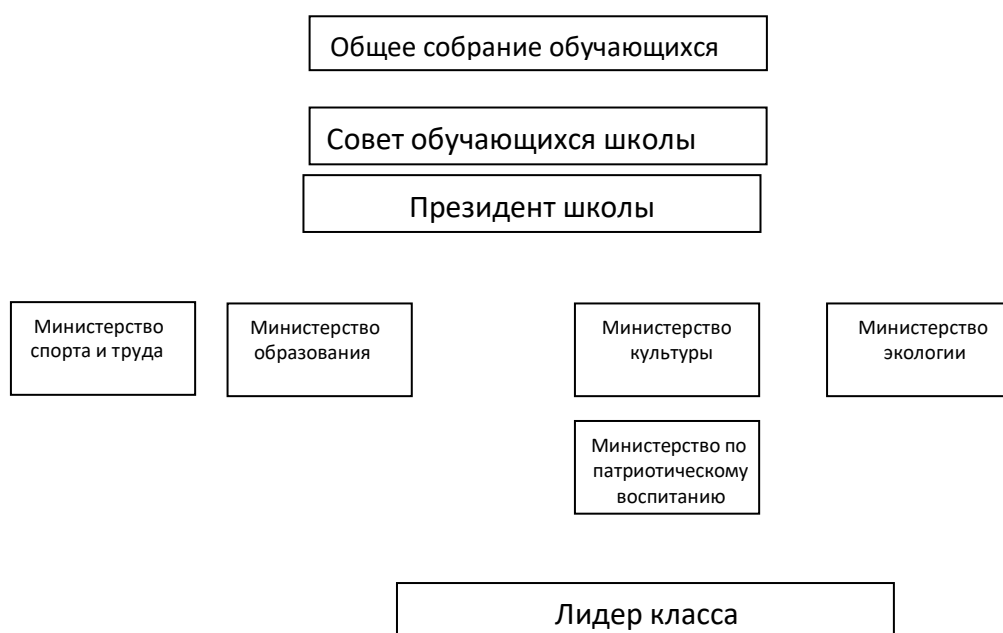 Общее собрание обучающихся
Совет обучающихся школы
Президент школы
Министерство
спорта и труда
Министерство
образования
Министерство
культуры
Министерство
экологии
Министерство по
патриотическому
воспитанию
Лидер класса